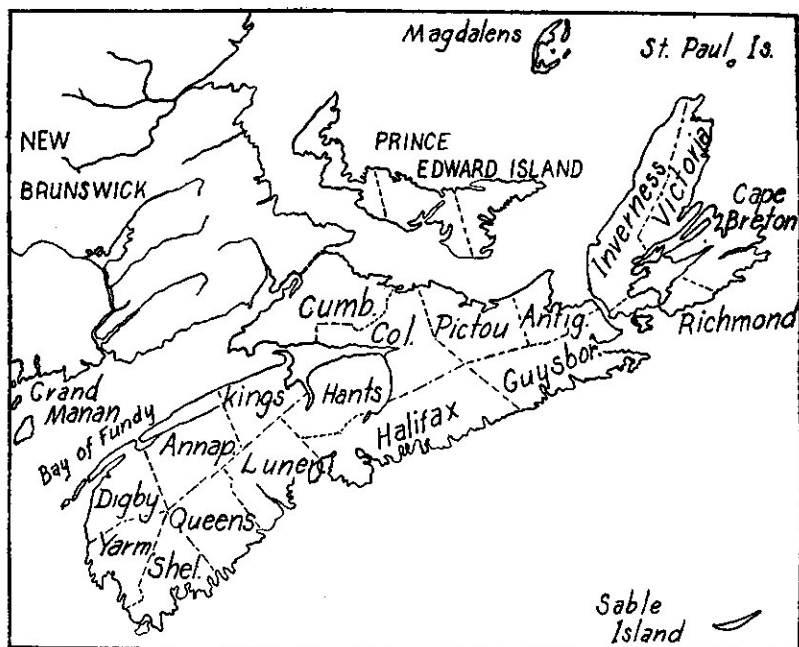 Magdalens
St. Paul Is.
NEW
BRUNSWICK
PRINCE
EDWARD ISLAND
Inverness
Victoria
Cape
Breton
Richmond
Cumb.
Col.
Pictou
Antig.
Guysbor.
Grand
Manan
Bay of Fundy
Kings
Hants
Halifax
Annap.
Lunen.
Digby
Queens
Yarm.
Shel.
Sable
Island